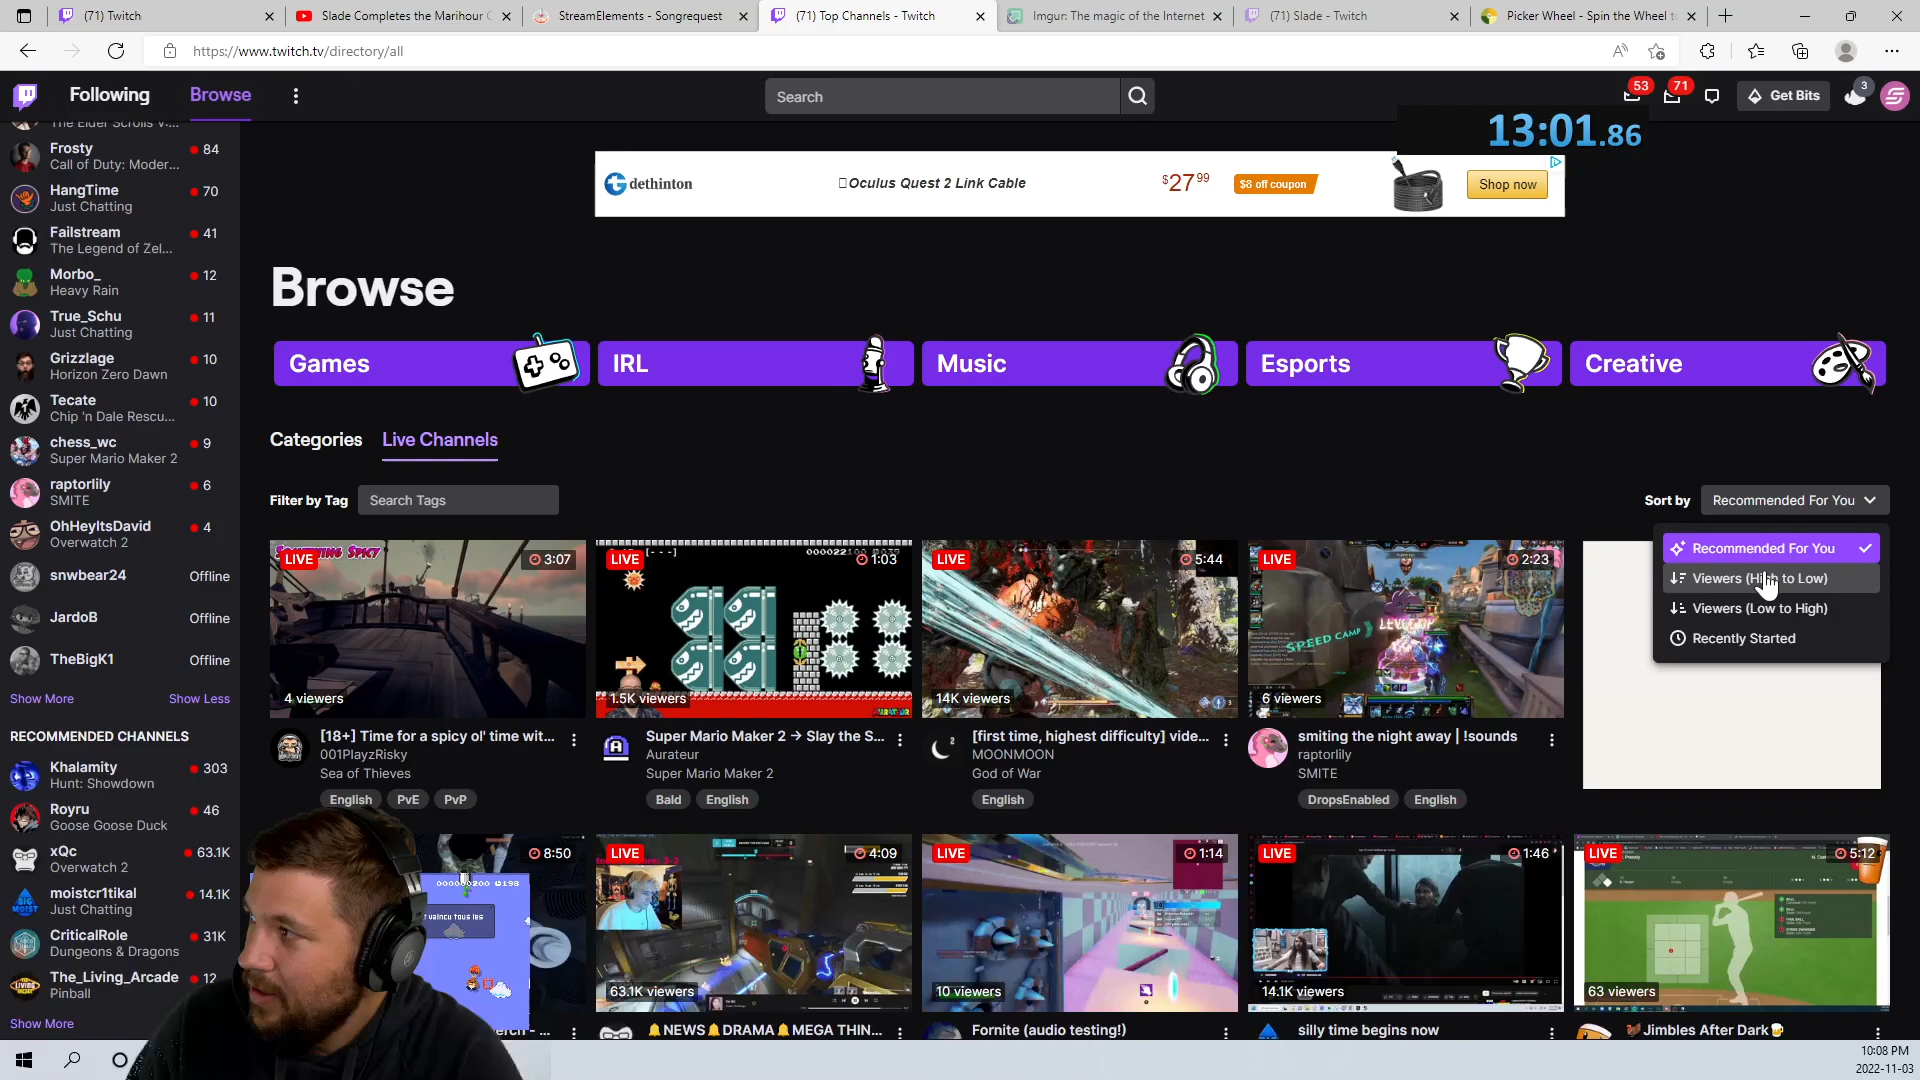 (71) Twitch
Slade Completes the Marihour C
StreamElements - Songrequest
(71) Top Channels - Twitch
Imgur: The magic of the Internet
(71) Slade - Twitch
Picker Wheel - Spin the Wheel to
https://www.twitch.tv/directory/all
Following
Browse
Search
53
71
Get Bits
3
13:01.86
The Elder Scrolls V:...
Frosty
84
Call of Duty: Moder...
HangTime
70
Just Chatting
Failstream
41
The Legend of Zel...
Morbo_
12
Heavy Rain
True_Schu
11
Just Chatting
Grizzlage
10
Horizon Zero Dawn
Tecate
10
Chip 'n Dale Rescu...
chess_wc
9
Super Mario Maker 2
raptorlily
6
SMITE
OhHeyItsDavid
4
Overwatch 2
snwbear24
Offline
JardoB
Offline
TheBigK1
Offline
Show More
Show Less
RECOMMENDED CHANNELS
Khalamity
303
Hunt: Showdown
Royru
46
Goose Goose Duck
xQc
63.1K
Overwatch 2
moistcr1tikal
14.1K
Just Chatting
CriticalRole
31K
Dungeons & Dragons
The_Living_Arcade
12
Pinball
Show More
dethinton
Oculus Quest 2 Link Cable
$27.99
$8 off coupon
Shop now
Browse
Games
IRL
Music
Esports
Creative
Categories
Live Channels
Filter by Tag
Search Tags
Sort by
Recommended For You
Recommended For You
Viewers (High to Low)
Viewers (Low to High)
Recently Started
SOMETHING SPICY
LIVE
3:07
4 viewers
[18+] Time for a spicy ol' time wit...
001PlayzRisky
Sea of Thieves
English
PvE
PvP
LIVE
1:03
1.5K viewers
Super Mario Maker 2 → Slay the S...
Aurateur
Super Mario Maker 2
Bald
English
LIVE
5:44
14K viewers
[first time, highest difficulty] vide...
MOONMOON
God of War
English
LIVE
2:23
SPEED CAMP
6 viewers
smiting the night away | !sounds
raptorlily
SMITE
DropsEnabled
English
8:50
000000200 0198
t vaincu tous les
LIVE
4:09
63.1K viewers
🔔NEWS🔔DRAMA🔔MEGA THIN...
LIVE
1:14
10 viewers
Fornite (audio testing!)
LIVE
1:46
14.1K viewers
silly time begins now
LIVE
5:12
63 viewers
Jimbles After Dark🍺
10:08 PM
2022-11-03